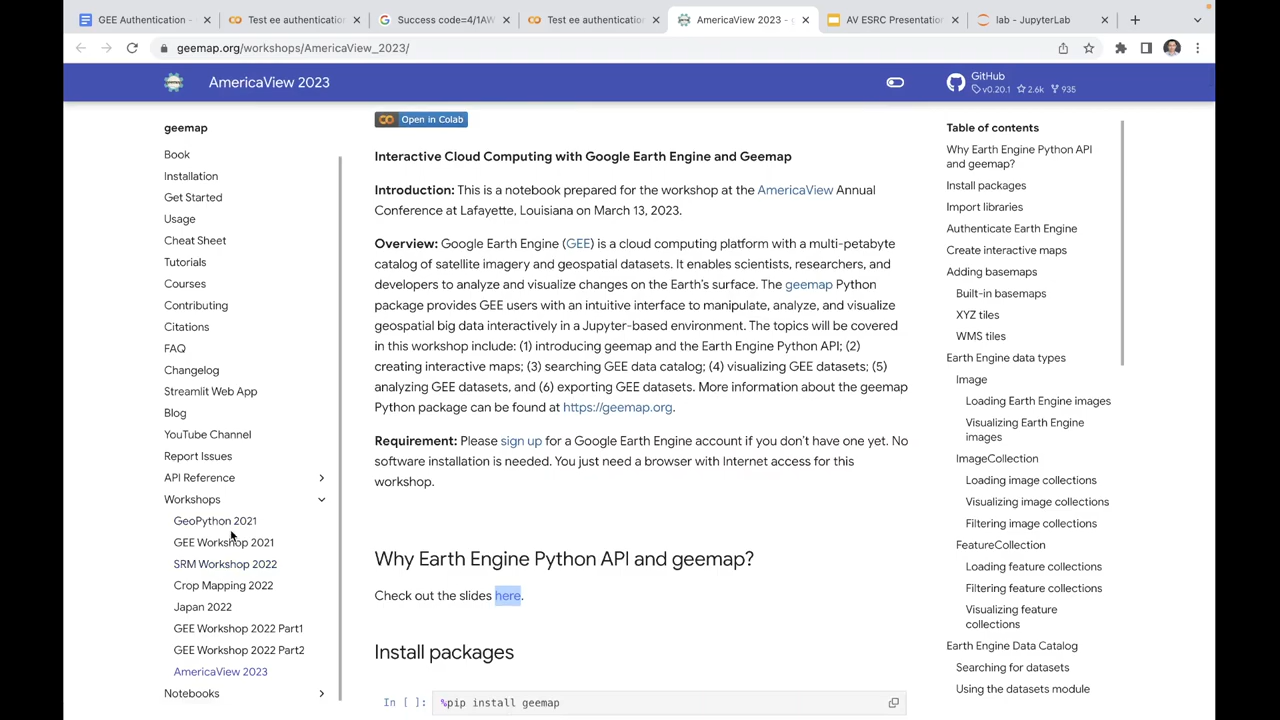 GEE Authentication -
Test ee authentication
Success code=4/1AW
Test ee authentication
AmericaView 2023 - g
AV ESRC Presentation
lab - JupyterLab
geemap.org/workshops/AmericaView_2023/
AmericaView 2023
GitHub
v0.20.1 2.6k 935
geemap
Book
Installation
Get Started
Usage
Cheat Sheet
Tutorials
Courses
Contributing
Citations
FAQ
Changelog
Streamlit Web App
Blog
YouTube Channel
Report Issues
API Reference
Workshops
GeoPython 2021
GEE Workshop 2021
SRM Workshop 2022
Crop Mapping 2022
Japan 2022
GEE Workshop 2022 Part1
GEE Workshop 2022 Part2
AmericaView 2023
Notebooks
Open in Colab
Interactive Cloud Computing with Google Earth Engine and Geemap
Introduction: This is a notebook prepared for the workshop at the AmericaView Annual
Conference at Lafayette, Louisiana on March 13, 2023.
Overview: Google Earth Engine (GEE) is a cloud computing platform with a multi-petabyte
catalog of satellite imagery and geospatial datasets. It enables scientists, researchers, and
developers to analyze and visualize changes on the Earth's surface. The geemap Python
package provides GEE users with an intuitive interface to manipulate, analyze, and visualize
geospatial big data interactively in a Jupyter-based environment. The topics will be covered
in this workshop include: (1) introducing geemap and the Earth Engine Python API; (2)
creating interactive maps; (3) searching GEE data catalog; (4) visualizing GEE datasets; (5)
analyzing GEE datasets, and (6) exporting GEE datasets. More information about the geemap
Python package can be found at https://geemap.org.
Requirement: Please sign up for a Google Earth Engine account if you don't have one yet. No
software installation is needed. You just need a browser with Internet access for this
workshop.
Why Earth Engine Python API and geemap?
Check out the slides here.
Install packages
In [ ]: %pip install geemap
Table of contents
Why Earth Engine Python API
and geemap?
Install packages
Import libraries
Authenticate Earth Engine
Create interactive maps
Adding basemaps
Built-in basemaps
XYZ tiles
WMS tiles
Earth Engine data types
Image
Loading Earth Engine images
Visualizing Earth Engine
images
ImageCollection
Loading image collections
Visualizing image collections
Filtering image collections
FeatureCollection
Loading feature collections
Filtering feature collections
Visualizing feature
collections
Earth Engine Data Catalog
Searching for datasets
Using the datasets module